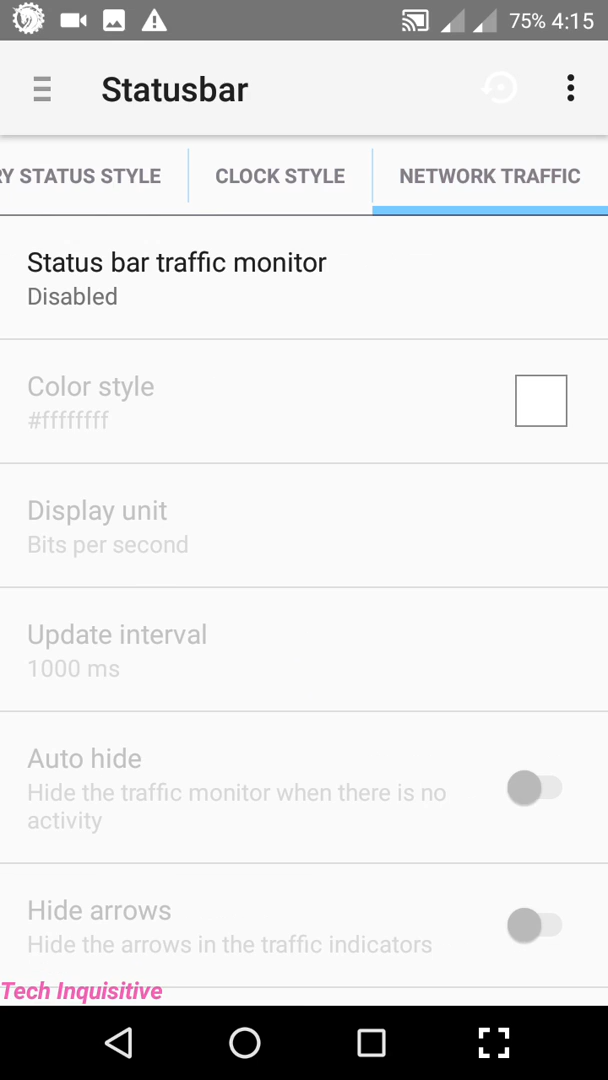 75% 4:15
Statusbar
RY STATUS STYLE
CLOCK STYLE
NETWORK TRAFFIC
Status bar traffic monitor
Disabled
Color style
#ffffffff
Display unit
Bits per second
Update interval
1000 ms
Auto hide
Hide the traffic monitor when there is no
activity
Hide arrows
Hide the arrows in the traffic indicators
Tech Inquisitive